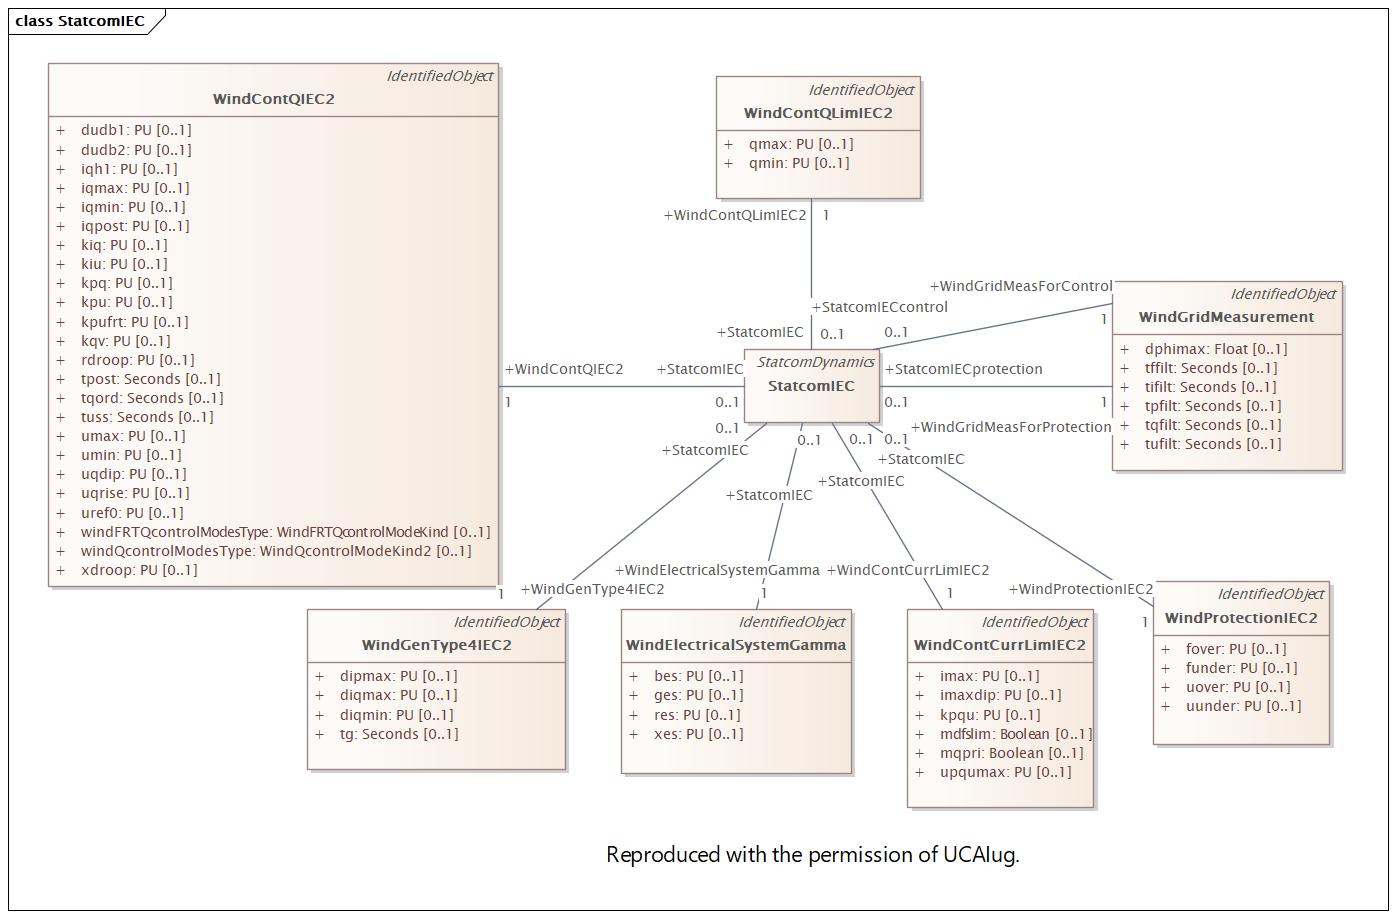 class StatcomIEC
IdentifiedObject
WindContQIEC2
+ dudb1: PU [0..1]
+ dudb2: PU [0..1]
+ iqh1: PU [0..1]
+ iqmax: PU [0..1]
+ iqmin: PU [0..1]
+ iqpost: PU [0..1]
+ kiq: PU [0..1]
+ kiu: PU [0..1]
+ kpq: PU [0..1]
+ kpu: PU [0..1]
+ kpufrt: PU [0..1]
+ kqv: PU [0..1]
+ rdroop: PU [0..1]
+ tpost: Seconds [0..1]
+ tqord: Seconds [0..1]
+ tuss: Seconds [0..1]
+ umax: PU [0..1]
+ umin: PU [0..1]
+ uqdip: PU [0..1]
+ uqrise: PU [0..1]
+ uref0: PU [0..1]
+ windFRTQcontrolModesType: WindFRTQcontrolModeKind [0..1]
+ windQcontrolModesType: WindQcontrolModeKind2 [0..1]
+ xdroop: PU [0..1]
IdentifiedObject
WindContQLimIEC2
+ qmax: PU [0..1]
+ qmin: PU [0..1]
+WindContQLimIEC2 1
+StatcomIEC 0..1
+StatcomIECcontrol
0..1
+WindGridMeasForControl
1
IdentifiedObject
WindGridMeasurement
+ dphimax: Float [0..1]
+ tffilt: Seconds [0..1]
+ tifilt: Seconds [0..1]
+ tpfilt: Seconds [0..1]
+ tqfilt: Seconds [0..1]
+ tufilt: Seconds [0..1]
StatcomDynamics
StatcomIEC
+WindContQIEC2
1
+StatcomIEC
0..1
+StatcomIECprotection
0..1
1
+WindGridMeasForProtection
0..1
+StatcomIEC
0..1
+StatcomIEC
0..1
+StatcomIEC
0..1
+StatcomIEC
1 +WindGenType4IEC2
+WindElectricalSystemGamma
1
+WindContCurrLimIEC2
1
+WindProtectionIEC2
1
IdentifiedObject
WindGenType4IEC2
+ dipmax: PU [0..1]
+ diqmax: PU [0..1]
+ diqmin: PU [0..1]
+ tg: Seconds [0..1]
IdentifiedObject
WindElectricalSystemGamma
+ bes: PU [0..1]
+ ges: PU [0..1]
+ res: PU [0..1]
+ xes: PU [0..1]
IdentifiedObject
WindContCurrLimIEC2
+ imax: PU [0..1]
+ imaxdip: PU [0..1]
+ kpqu: PU [0..1]
+ mdfslim: Boolean [0..1]
+ mqpri: Boolean [0..1]
+ upqumax: PU [0..1]
IdentifiedObject
WindProtectionIEC2
+ fover: PU [0..1]
+ funder: PU [0..1]
+ uover: PU [0..1]
+ uunder: PU [0..1]
Reproduced with the permission of UCAIug.